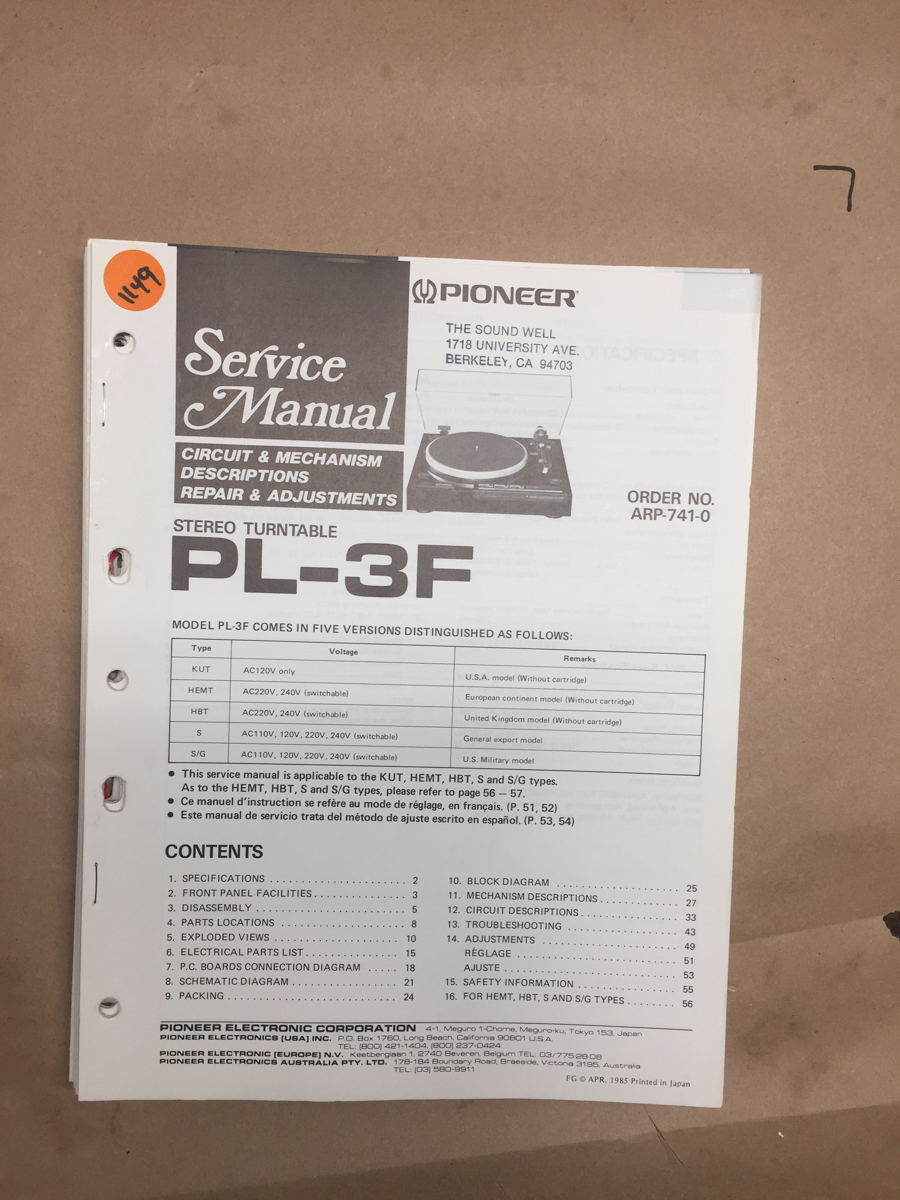 1149
PIONEER®
THE SOUND WELL
1718 UNIVERSITY AVE.
BERKELEY, CA 94703
Service
Manual
CIRCUIT & MECHANISM
DESCRIPTIONS
REPAIR & ADJUSTMENTS
ORDER NO.
ARP-741-0
STEREO TURNTABLE
PL-3F
MODEL PL-3F COMES IN FIVE VERSIONS DISTINGUISHED AS FOLLOWS:
Type Voltage Remarks
KUT AC120V only U.S.A. model (Without cartridge)
HEMT AC220V, 240V (switchable) European continent model (Without cartridge)
HBT AC220V, 240V (switchable) United Kingdom model (Without cartridge)
S AC110V, 120V, 220V, 240V (switchable) General export model
S/G AC110V, 120V, 220V, 240V (switchable) U.S. Military model
● This service manual is applicable to the KUT, HEMT, HBT, S and S/G types.
As to the HEMT, HBT, S and S/G types, please refer to page 56 – 57.
● Ce manuel d'instruction se refère au mode de réglage, en français. (P. 51, 52)
● Este manual de servicio trata del método de ajuste escrito en español. (P. 53, 54)
CONTENTS
1. SPECIFICATIONS ...................... 2
2. FRONT PANEL FACILITIES ............... 3
3. DISASSEMBLY ........................ 5
4. PARTS LOCATIONS .................... 8
5. EXPLODED VIEWS .................... 10
6. ELECTRICAL PARTS LIST ............... 15
7. P.C. BOARDS CONNECTION DIAGRAM ..... 18
8. SCHEMATIC DIAGRAM ................. 21
9. PACKING ........................... 24
10. BLOCK DIAGRAM ................... 25
11. MECHANISM DESCRIPTIONS ............ 27
12. CIRCUIT DESCRIPTIONS ............... 33
13. TROUBLESHOOTING .................. 43
14. ADJUSTMENTS ...................... 49
RÉGLAGE ......................... 51
AJUSTE ........................... 53
15. SAFETY INFORMATION ............... 55
16. FOR HEMT, HBT, S AND S/G TYPES ........ 56
PIONEER ELECTRONIC CORPORATION 4-1, Meguro 1-Chome, Meguro-ku, Tokyo 153, Japan
PIONEER ELECTRONICS [USA] INC. P.O. Box 1760, Long Beach, California 90801 U.S.A.
TEL: [800] 421-1404, [800] 237-0424
PIONEER ELECTRONIC [EUROPE] N.V. Keetberglaan 1, 2740 Beveren, Belgium TEL: 03/775-28-08
PIONEER ELECTRONICS AUSTRALIA PTY. LTD. 178-184 Boundary Road, Braeside, Victoria 3195, Australia
TEL: [03] 580-9911
FG © APR. 1985 Printed in Japan